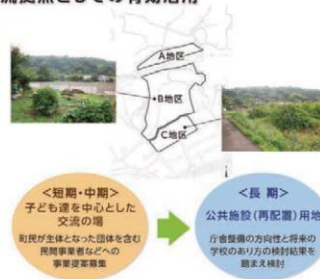 流拠点としての有効活用
A地区
B地区
C地区
<短期・中期>
子ども達を中心とした
交流の場
町民が主体となった団体を含む
民間事業者などへの
事業提案募集
<長 期>
公共施設(再配置)用地
庁舎整備の方向性と将来の
学校のあり方の検討結果を
踏まえ検討